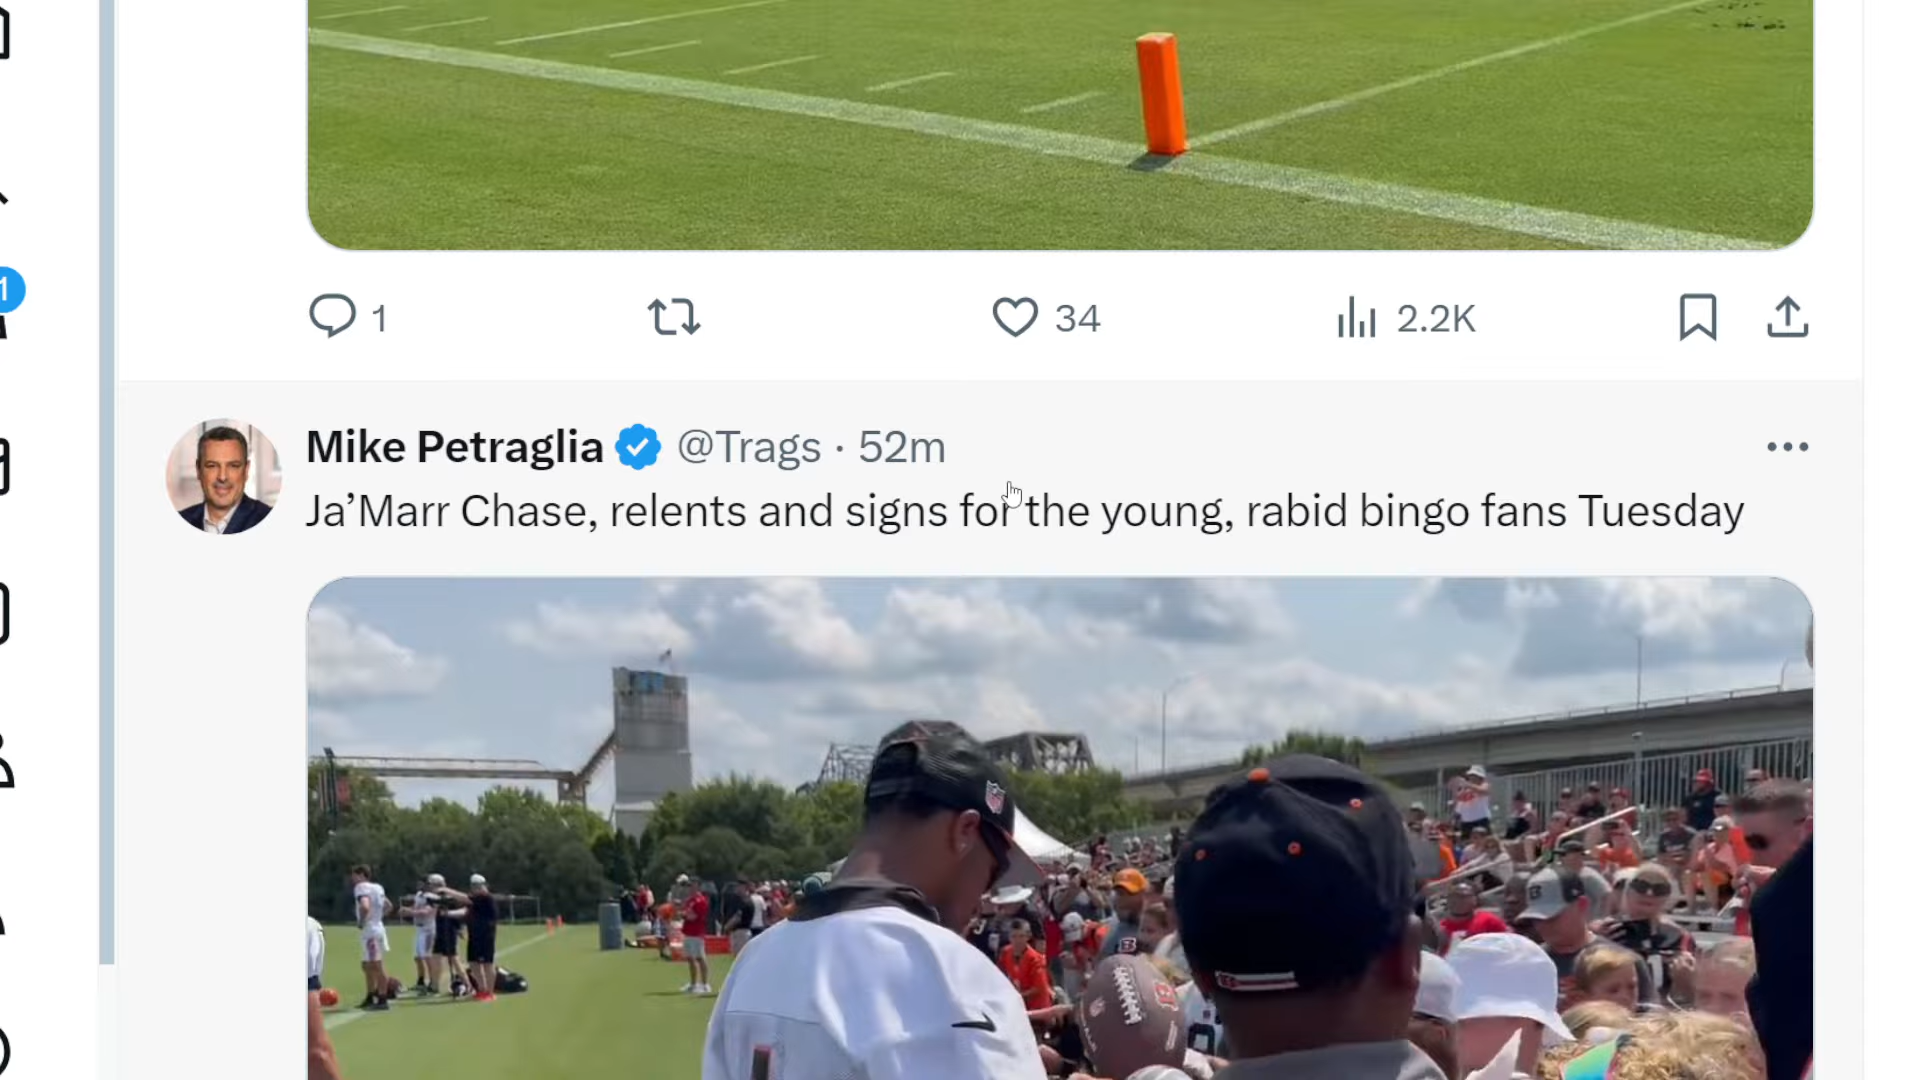 1
1
34
2.2K
Mike Petraglia @Trags · 52m
Ja’Marr Chase, relents and signs for the young, rabid bingo fans Tuesday